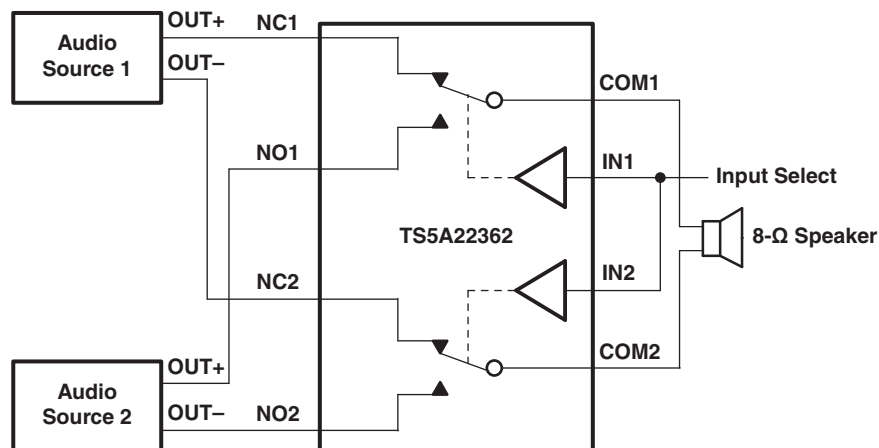 OUT+
NC1
Audio
Source 1
OUT–
COM1
NO1
IN1
Input Select
TS5A22362
8-Ω Speaker
IN2
NC2
COM2
OUT+
Audio
Source 2
OUT–
NO2